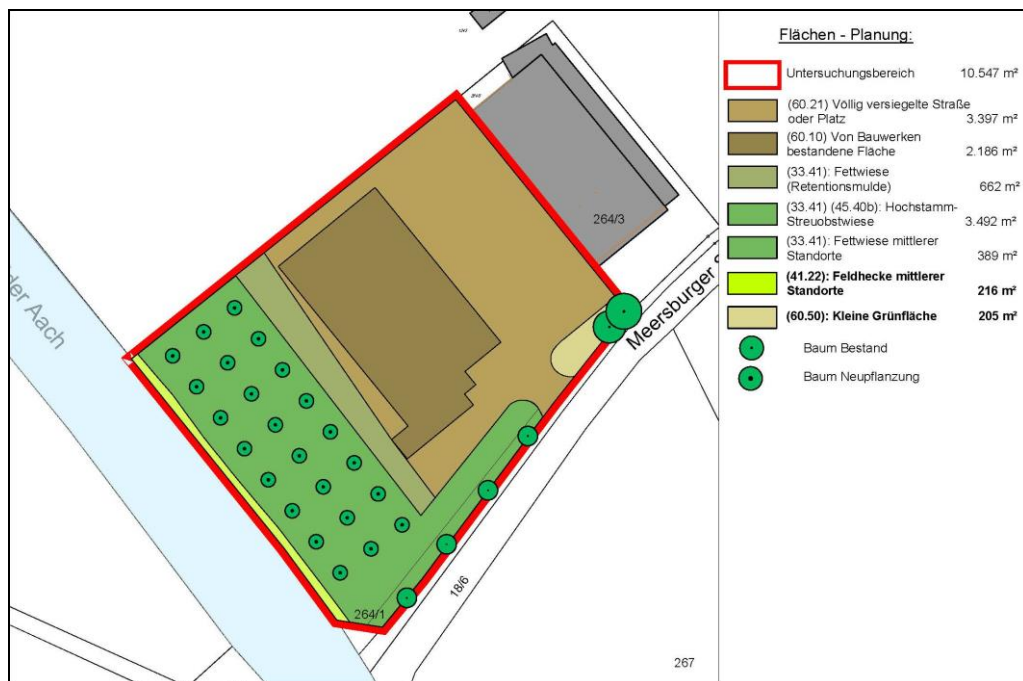 Flächen - Planung:
Untersuchungsbereich 10.547 m²
(60.21) Völlig versiegelte Straße
oder Platz 3.397 m²
(60.10) Von Bauwerken
bestandene Fläche 2.186 m²
(33.41): Fettwiese
(Retentionsmulde) 662 m²
(33.41) (45.40b): Hochstamm-
Streuobstwiese 3.492 m²
(33.41): Fettwiese mittlerer
Standorte 389 m²
(41.22): Feldhecke mittlerer
Standorte 216 m²
(60.50): Kleine Grünfläche 205 m²
Baum Bestand
Baum Neupflanzung
264/3
der Aach
Meersburger
18/6
264/1
267